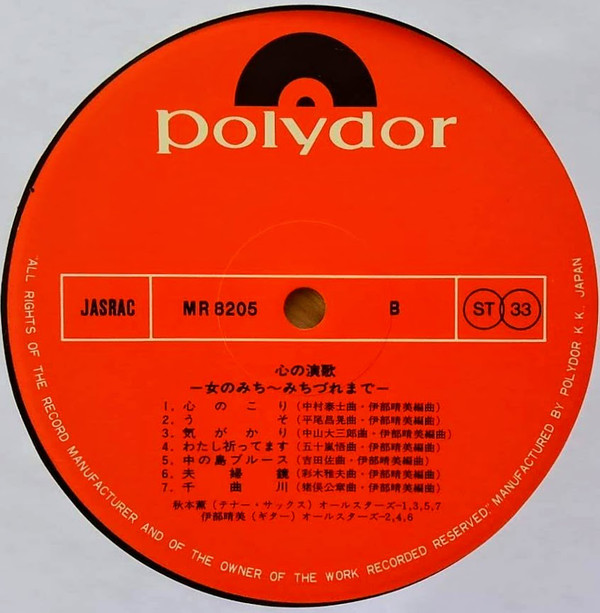 polydor
JASRAC MR 8205 B ST 33
心の演歌
—女のみち〜みちづれまで—
1. 心のこり (中村泰士曲・伊部晴美編曲)
2. うそ (平尾昌晃曲・伊部晴美編曲)
3. 気がかり (中山大三郎曲・伊部晴美編曲)
4. わたし祈ってます (五十嵐悟曲・伊部晴美編曲)
5. 中の島ブルース (吉田佐曲・伊部晴美編曲)
6. 夫婦鏡 (彩木雅夫曲・伊部晴美編曲)
7. 千曲川 (猪俣公章曲・伊部晴美編曲)
秋本薫 (テナー・サックス) オールスターズ-1,3,5,7
伊部晴美 (ギター) オールスターズ-2,4,6
"ALL RIGHTS OF THE RECORD MANUFACTURER AND OF THE OWNER OF THE WORK RECORDED RESERVED" MANUFACTURED BY POLYDOR K.K. JAPAN